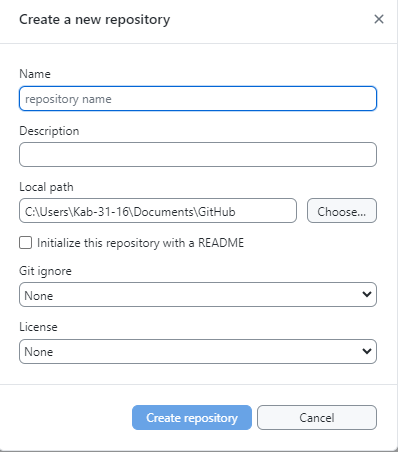 Create a new repository
Name
repository name
Description
Local path
C:\Users\Kab-31-16\Documents\GitHub
Choose...
Initialize this repository with a README
Git ignore
None
License
None
Create repository
Cancel